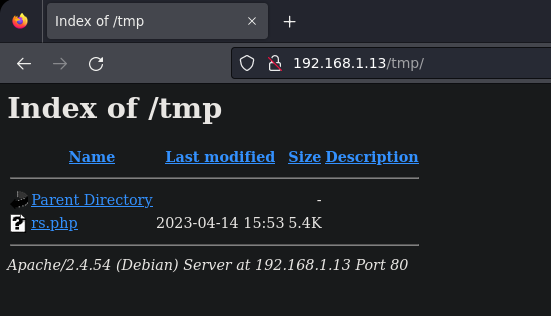 Index of /tmp
192.168.1.13/tmp/
Index of /tmp
Name Last modified Size Description
Parent Directory -
rs.php 2023-04-14 15:53 5.4K
Apache/2.4.54 (Debian) Server at 192.168.1.13 Port 80